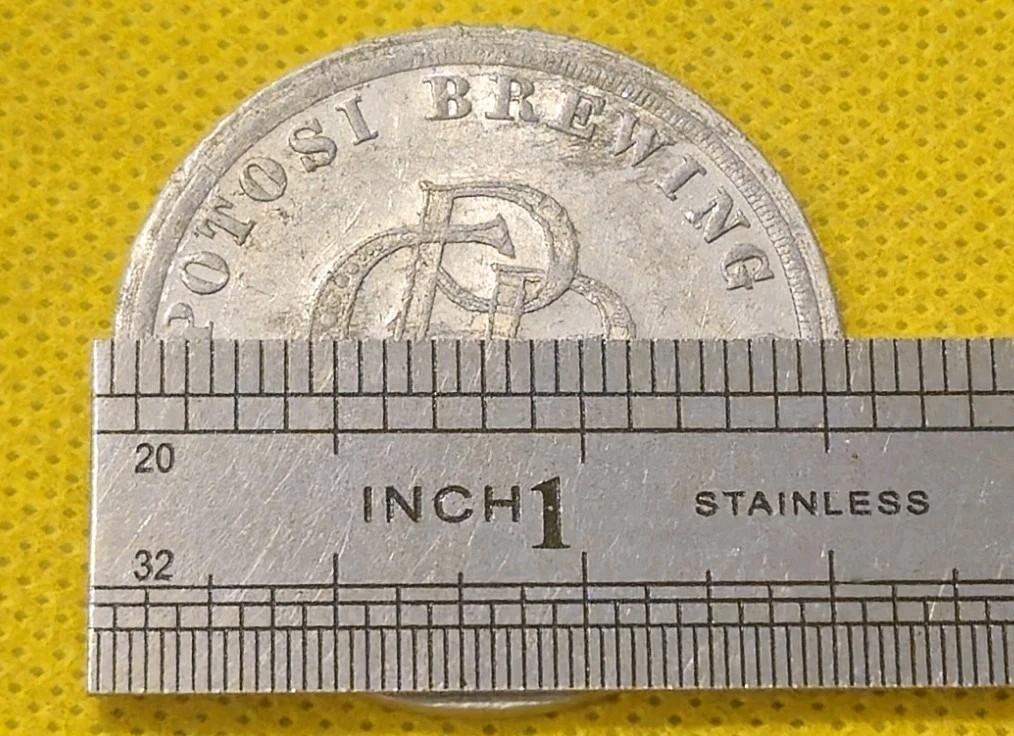 POTOSI BREWING
20
INCH 1 STAINLESS
32